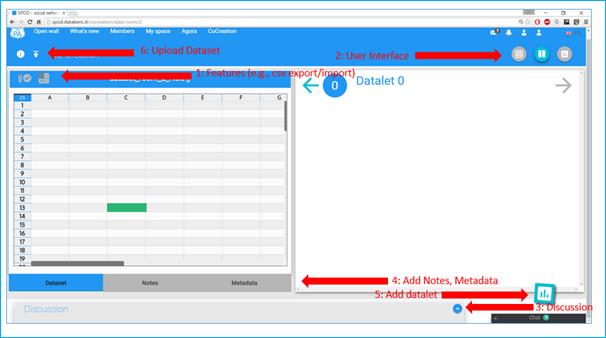 SPOD - social netwo
spod.databenc.it/cocreation/data-room/2
PA
Open wall What's new Members My space Agora CoCreation
6: Upload Dataset
2: User Interface
1: Features (e.g., csv export/import)
0 Datalet 0
CS A B C D E F G
1
2
3
4
5
6
7
8
9
10
11
12
13
14
15
16
17
18
19
4: Add Notes, Metadata
Dataset Notes Metadata
5: Add datalet
Discussion
3: Discussion
Chat